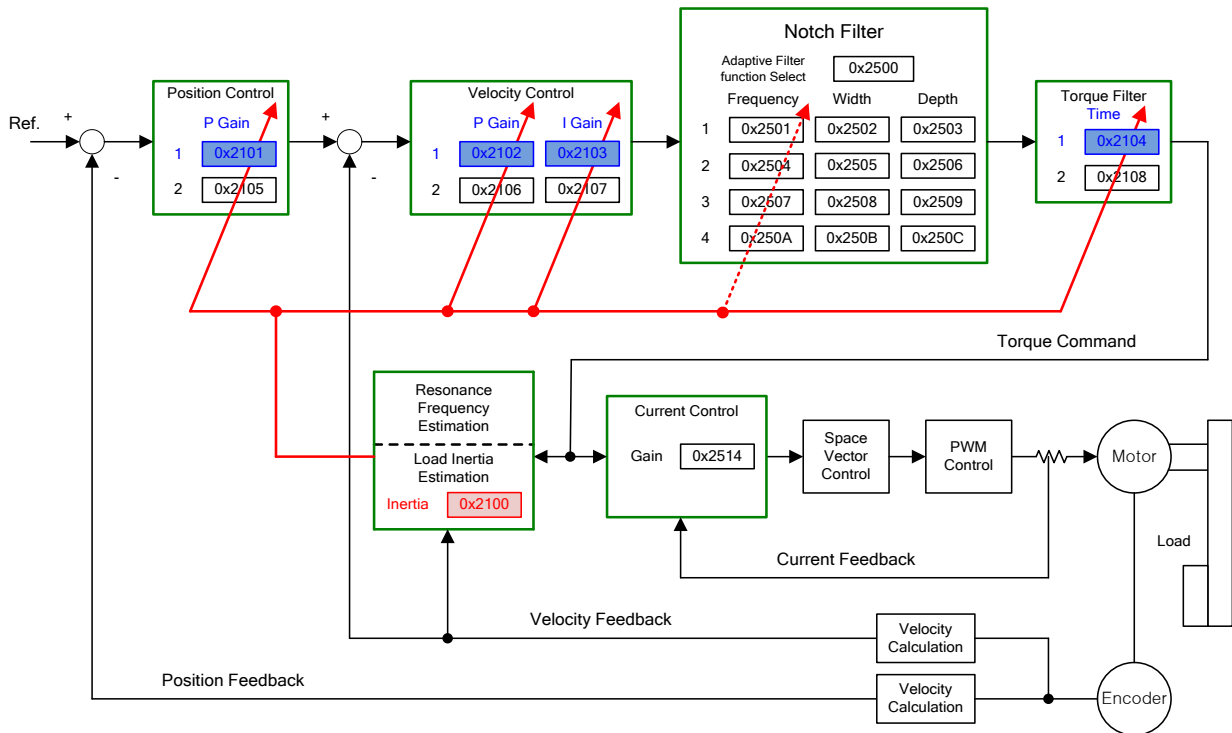 Notch Filter
Adaptive Filter
function Select
0x2500
Frequency Width Depth
1 0x2501 0x2502 0x2503
2 0x2504 0x2505 0x2506
3 0x2507 0x2508 0x2509
4 0x250A 0x250B 0x250C
Ref.
+
-
Position Control
P Gain
1 0x2101
2 0x2105
+
-
Velocity Control
P Gain I Gain
1 0x2102 0x2103
2 0x2106 0x2107
Torque Filter
Time
1 0x2104
2 0x2108
Torque Command
Resonance
Frequency
Estimation
Load Inertia
Estimation
Inertia 0x2100
Current Control
Gain 0x2514
Space
Vector
Control
PWM
Control
Motor
Load
Current Feedback
Velocity Feedback
Velocity
Calculation
Position Feedback
Velocity
Calculation
Encoder